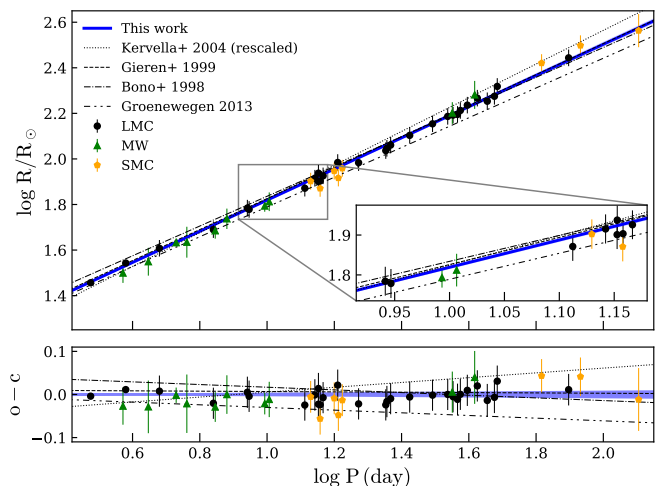 2.6
2.4
2.2
2.0
1.8
1.6
1.4
log R/R☉
This work
Kervella+ 2004 (rescaled)
Gieren+ 1999
Bono+ 1998
Groenewegen 2013
LMC
MW
SMC
1.9
1.8
0.95 1.00 1.05 1.10 1.15
0.1
0.0
−0.1
o − c
0.6 0.8 1.0 1.2 1.4 1.6 1.8 2.0
log P (day)